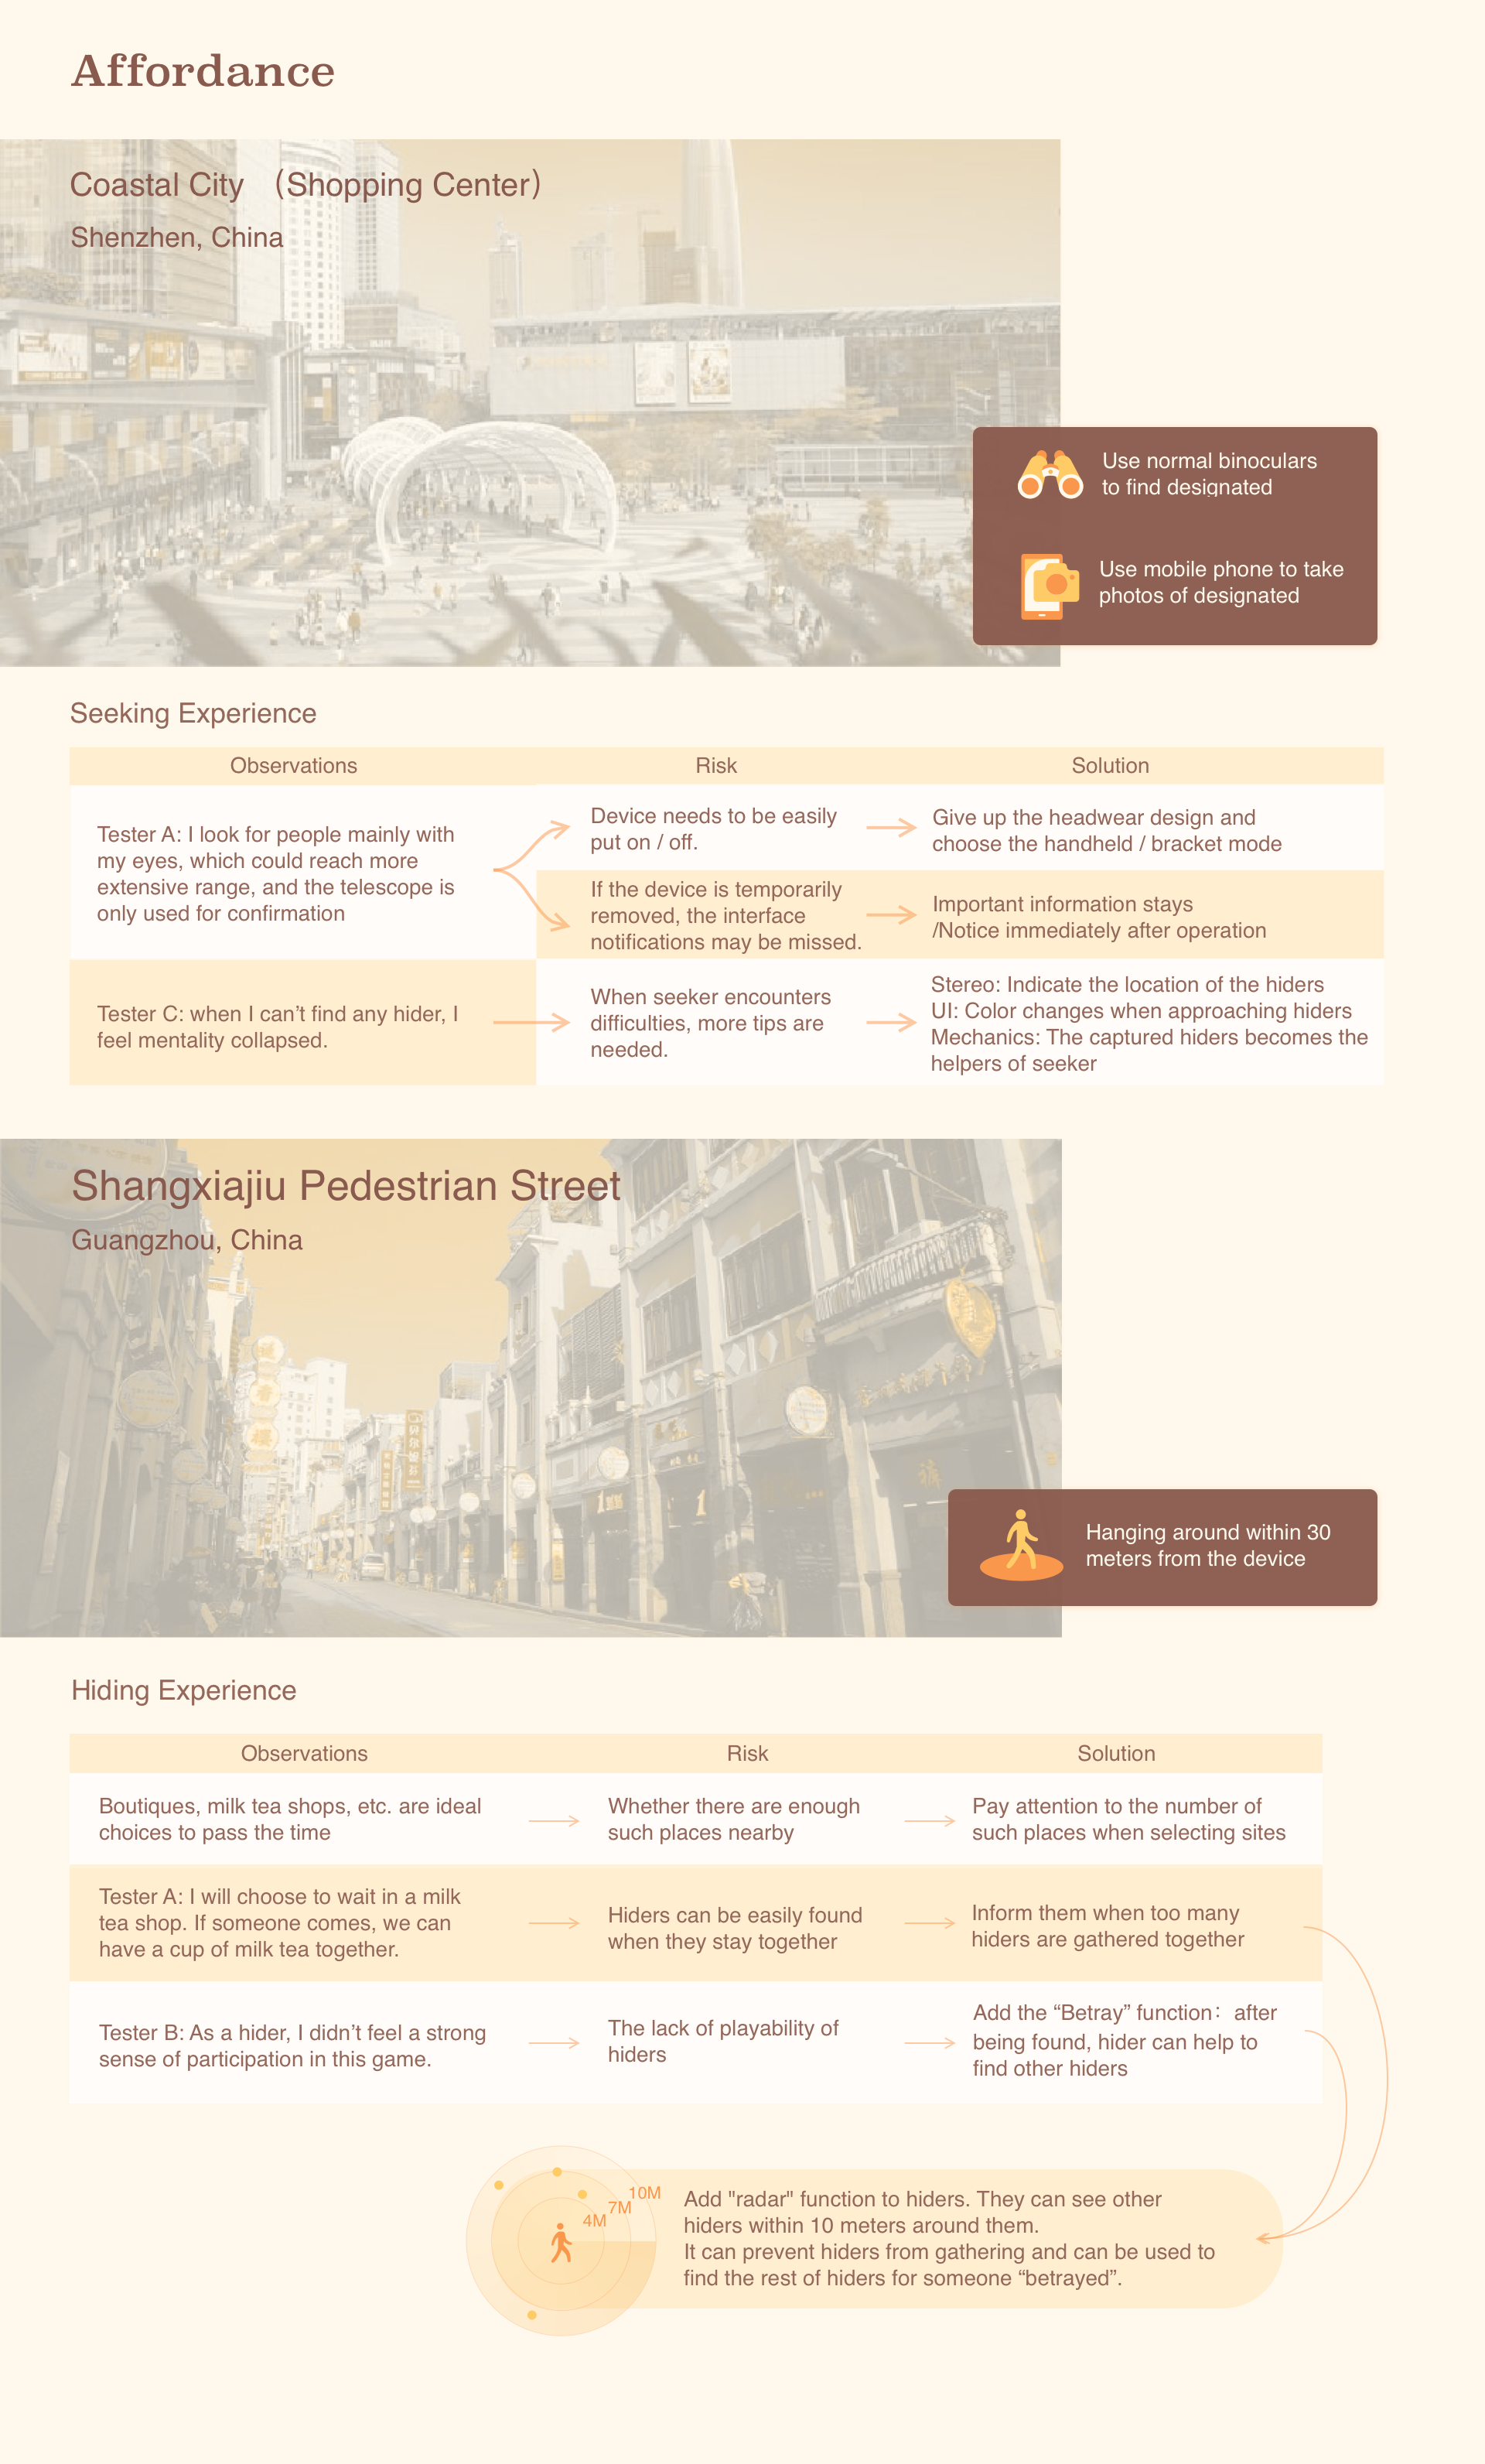 Affordance
Coastal City （Shopping Center）
Shenzhen, China
Use normal binoculars
to find designated
Use mobile phone to take
photos of designated
Seeking Experience
Observations
Risk
Solution
Tester A: I look for people mainly with
my eyes, which could reach more
extensive range, and the telescope is
only used for confirmation
Device needs to be easily
put on / off.
Give up the headwear design and
choose the handheld / bracket mode
If the device is temporarily
removed, the interface
notifications may be missed.
Important information stays
/Notice immediately after operation
Tester C: when I can’t find any hider, I
feel mentality collapsed.
When seeker encounters
difficulties, more tips are
needed.
Stereo: Indicate the location of the hiders
UI: Color changes when approaching hiders
Mechanics: The captured hiders becomes the
helpers of seeker
Shangxiajiu Pedestrian Street
Guangzhou, China
Hanging around within 30
meters from the device
Hiding Experience
Observations
Risk
Solution
Boutiques, milk tea shops, etc. are ideal
choices to pass the time
Whether there are enough
such places nearby
Pay attention to the number of
such places when selecting sites
Tester A: I will choose to wait in a milk
tea shop. If someone comes, we can
have a cup of milk tea together.
Hiders can be easily found
when they stay together
Inform them when too many
hiders are gathered together
Tester B: As a hider, I didn’t feel a strong
sense of participation in this game.
The lack of playability of
hiders
Add the “Betray” function：after
being found, hider can help to
find other hiders
10M
7M
4M
Add "radar" function to hiders. They can see other
hiders within 10 meters around them.
It can prevent hiders from gathering and can be used to
find the rest of hiders for someone “betrayed”.